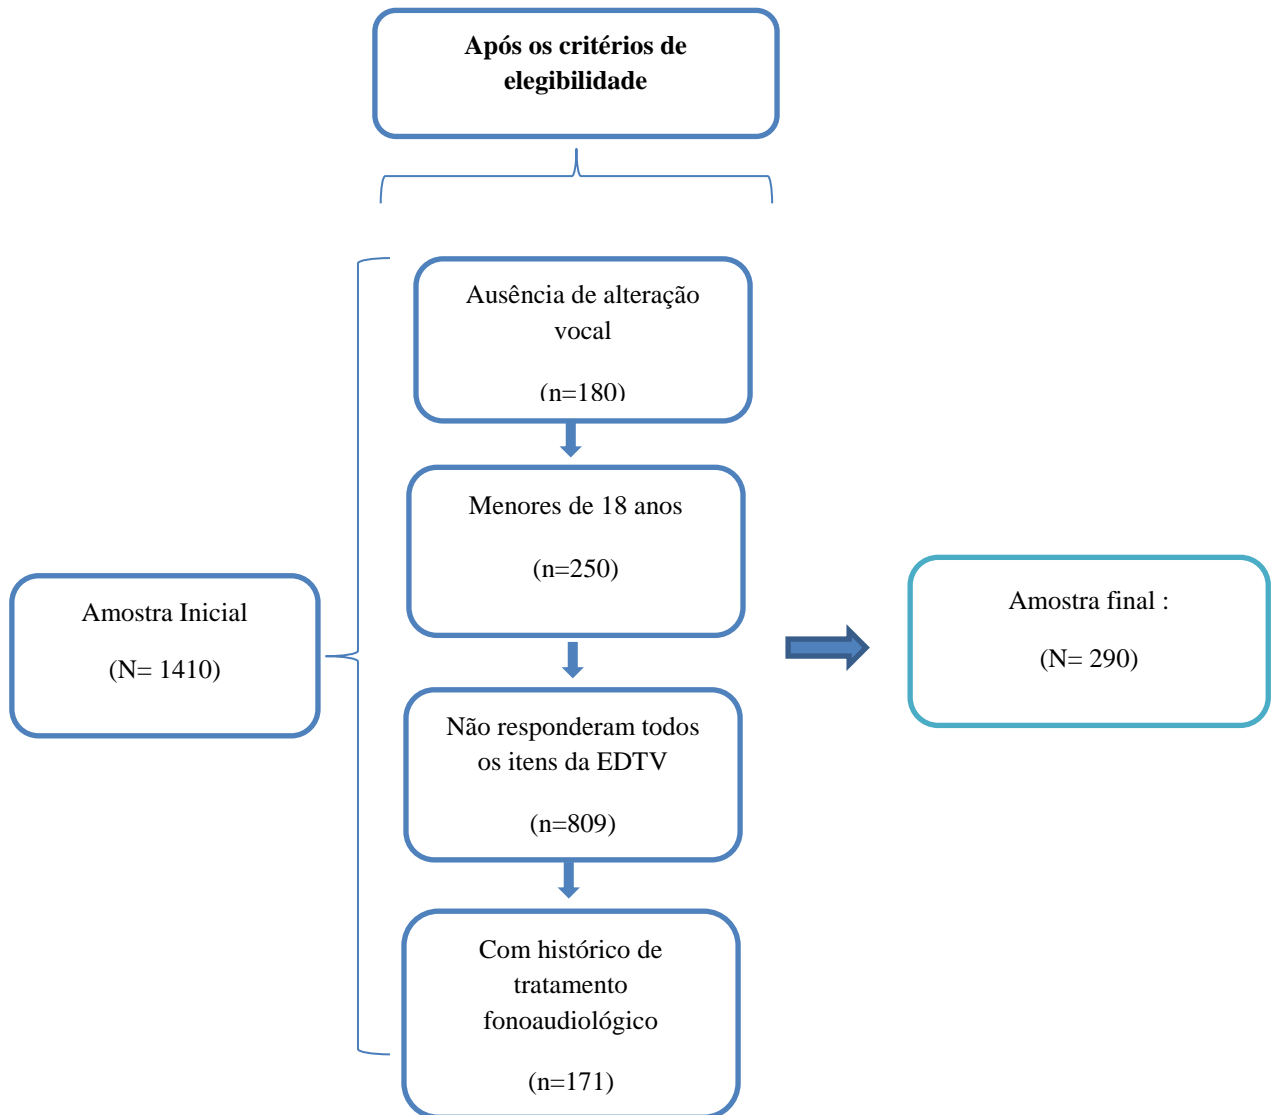 Após os critérios de
elegibilidade
Ausência de alteração
vocal
(n=180)
Menores de 18 anos
(n=250)
Amostra Inicial
(N= 1410)
Não responderam todos
os itens da EDTV
(n=809)
Com histórico de
tratamento
fonoaudiológico
(n=171)
Amostra final :
(N= 290)